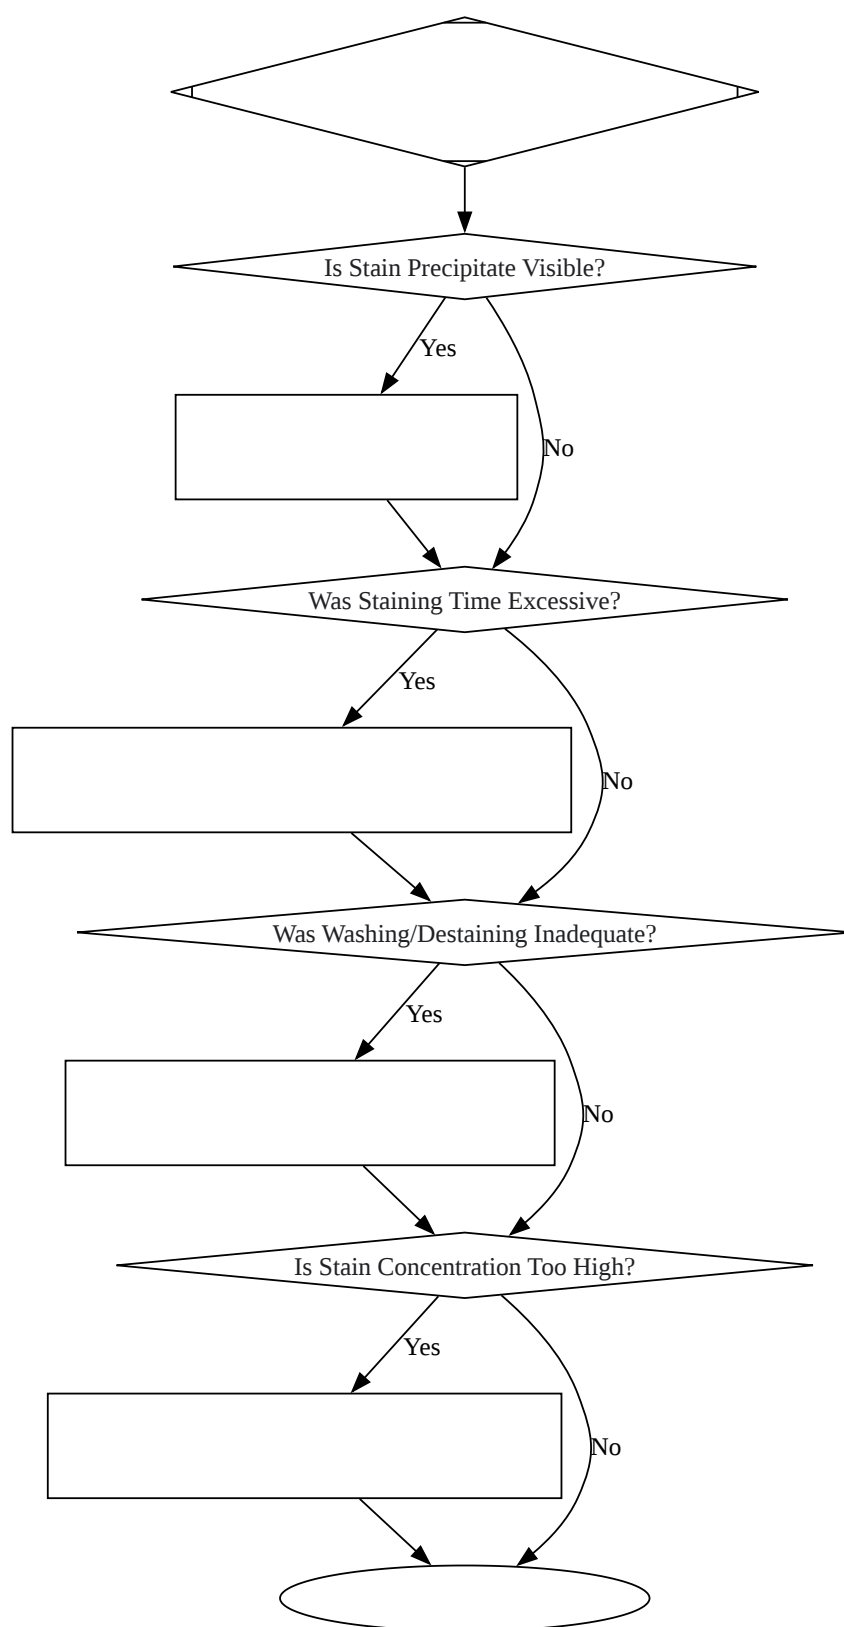 Is Stain Precipitate Visible?
Yes
No
Was Staining Time Excessive?
Yes
No
Was Washing/Destaining Inadequate?
Yes
No
Is Stain Concentration Too High?
Yes
No